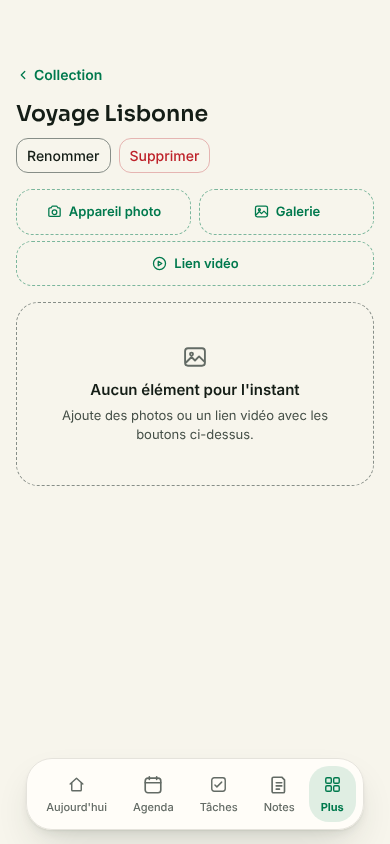 Collection
Voyage Lisbonne
Renommer
Supprimer
Appareil photo
Galerie
Lien vidéo
Aucun élément pour l'instant
Ajoute des photos ou un lien vidéo avec les
boutons ci-dessus.
Aujourd'hui
Agenda
Tâches
Notes
Plus